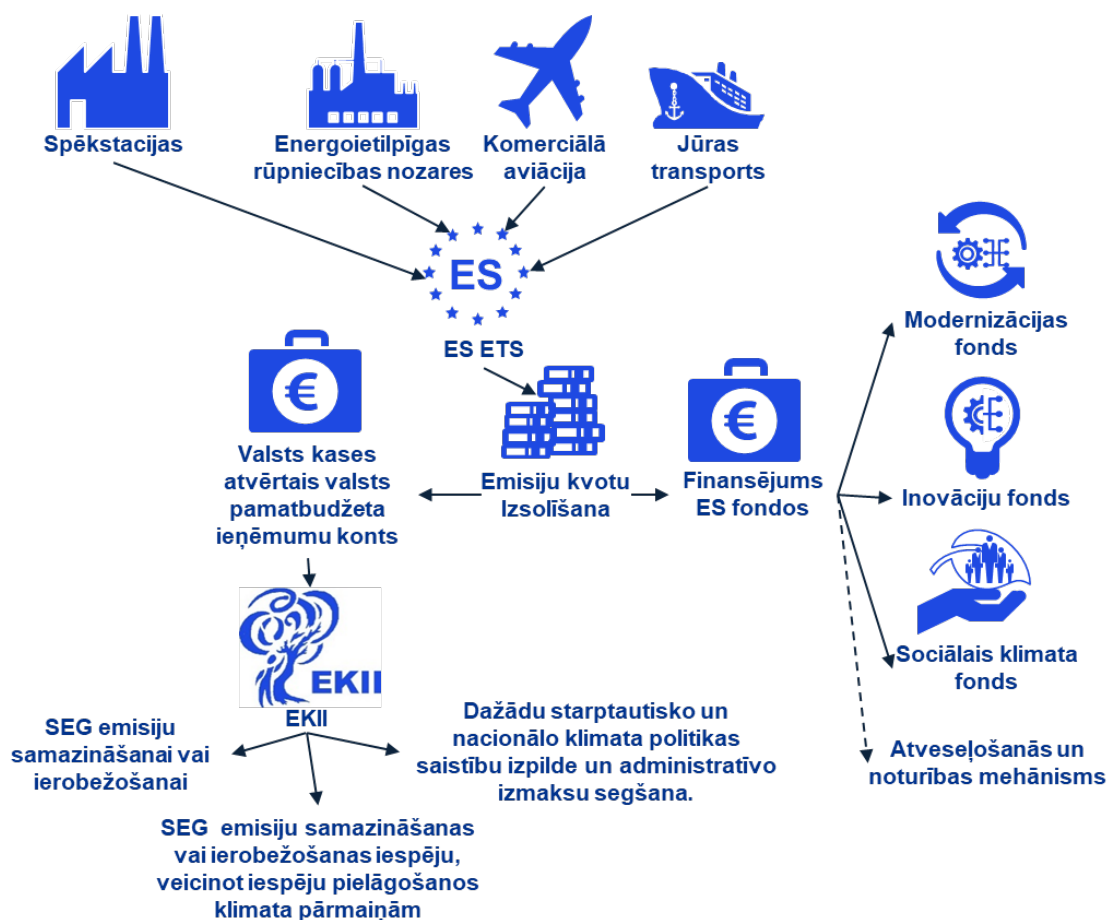 Spēkstacijas
Energoietilpīgas
rūpniecības nozares
Komerciālā
aviācija
Jūras
transports
ES
ES ETS
Modernizācijas
fonds
Valsts kases
atvērtais valsts
pamatbudžeta
ieņēmumu konts
Emisiju kvotu
Izsolīšana
Finansējums
ES fondos
Inovāciju fonds
Sociālais klimata
fonds
Atveseļošanās un
noturības mehānisms
EKII
EKII
SEG emisiju
samazināšanai vai
ierobežošanai
Dažādu starptautisko un
nacionālo klimata politikas
saistību izpilde un administratīvo
izmaksu segšana.
SEG emisiju samazināšanas
vai ierobežošanas iespēju,
veicinot iespēju pielāgošanos
klimata pārmaiņām